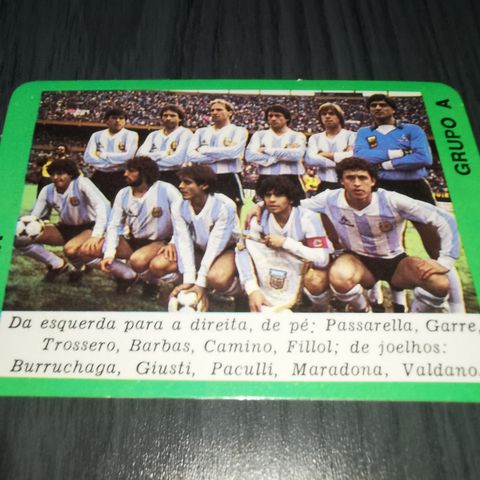 GRUPO A
Da esquerda para a direita, de pé: Passarella, Garre,
Trossero, Barbas, Camino, Fillol; de joelhos:
Burruchaga, Giusti, Paculli, Maradona, Valdano.